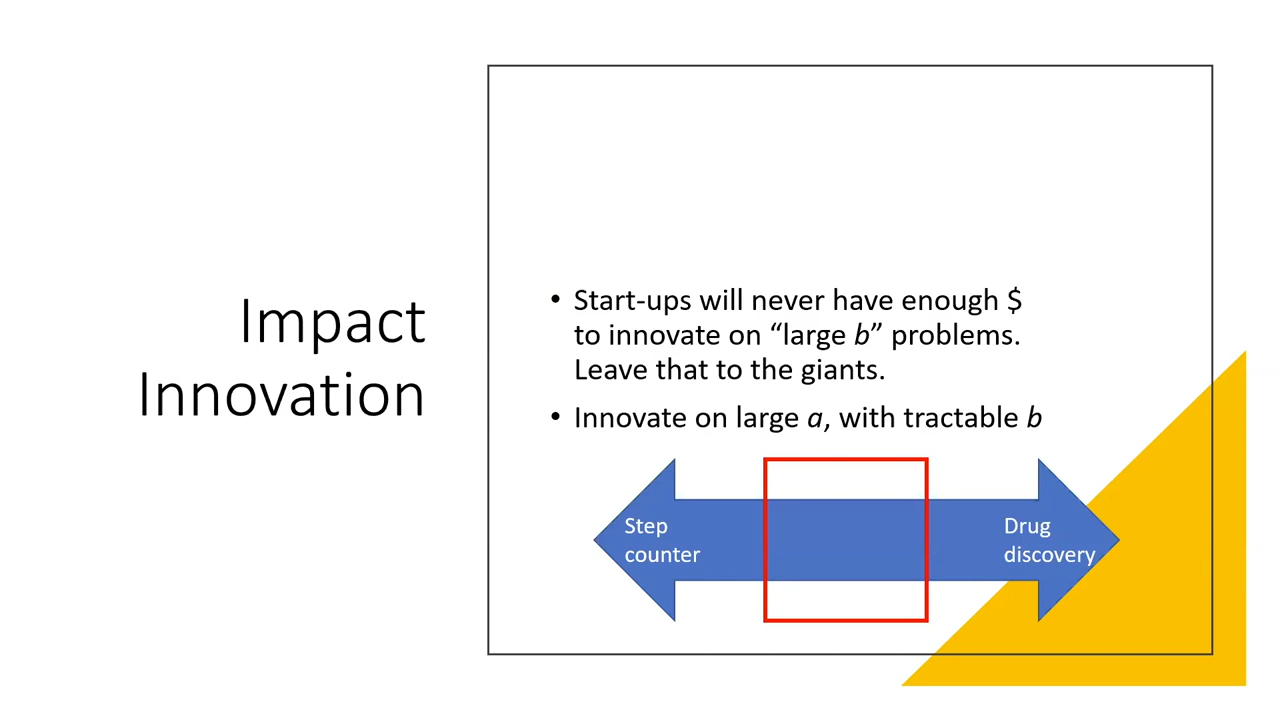 Impact
Innovation
• Start-ups will never have enough $
to innovate on “large b” problems.
Leave that to the giants.
• Innovate on large a, with tractable b
Step
counter
Drug
discovery